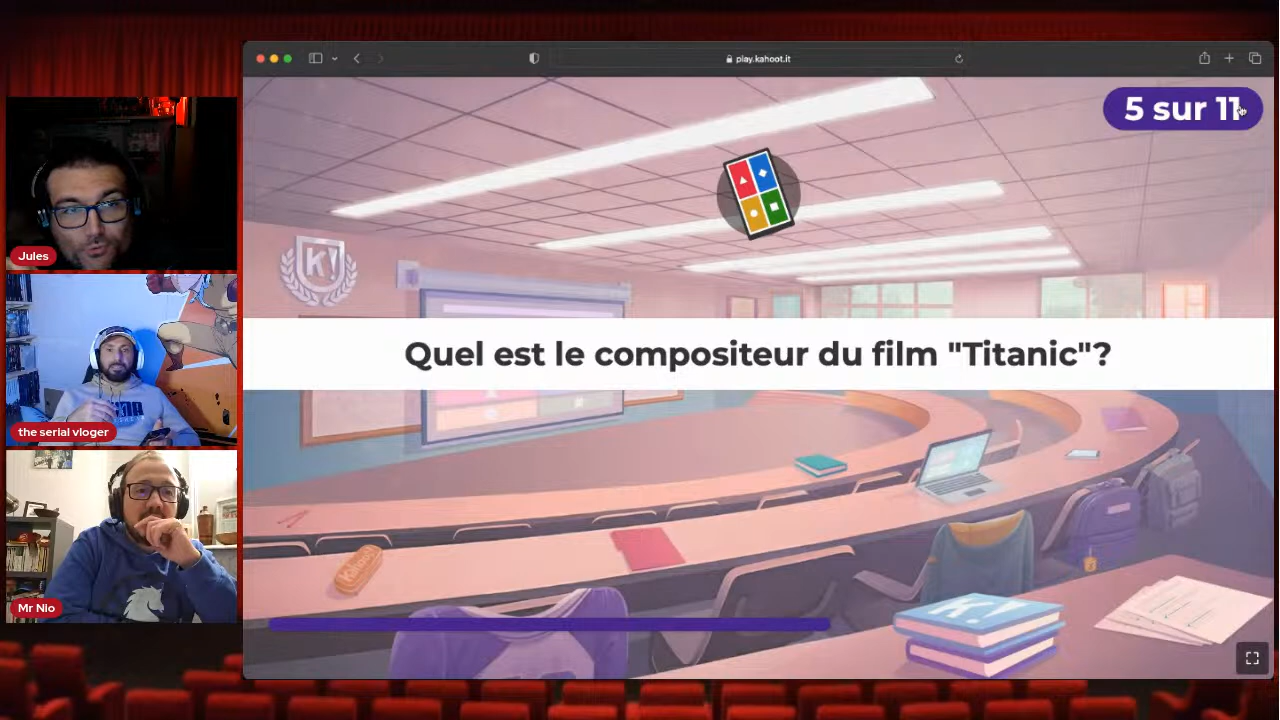 play.kahoot.it
5 sur 11
K!
Quel est le compositeur du film "Titanic"?
Jules
the serial vloger
Mr Nio
Kahoot!
K!